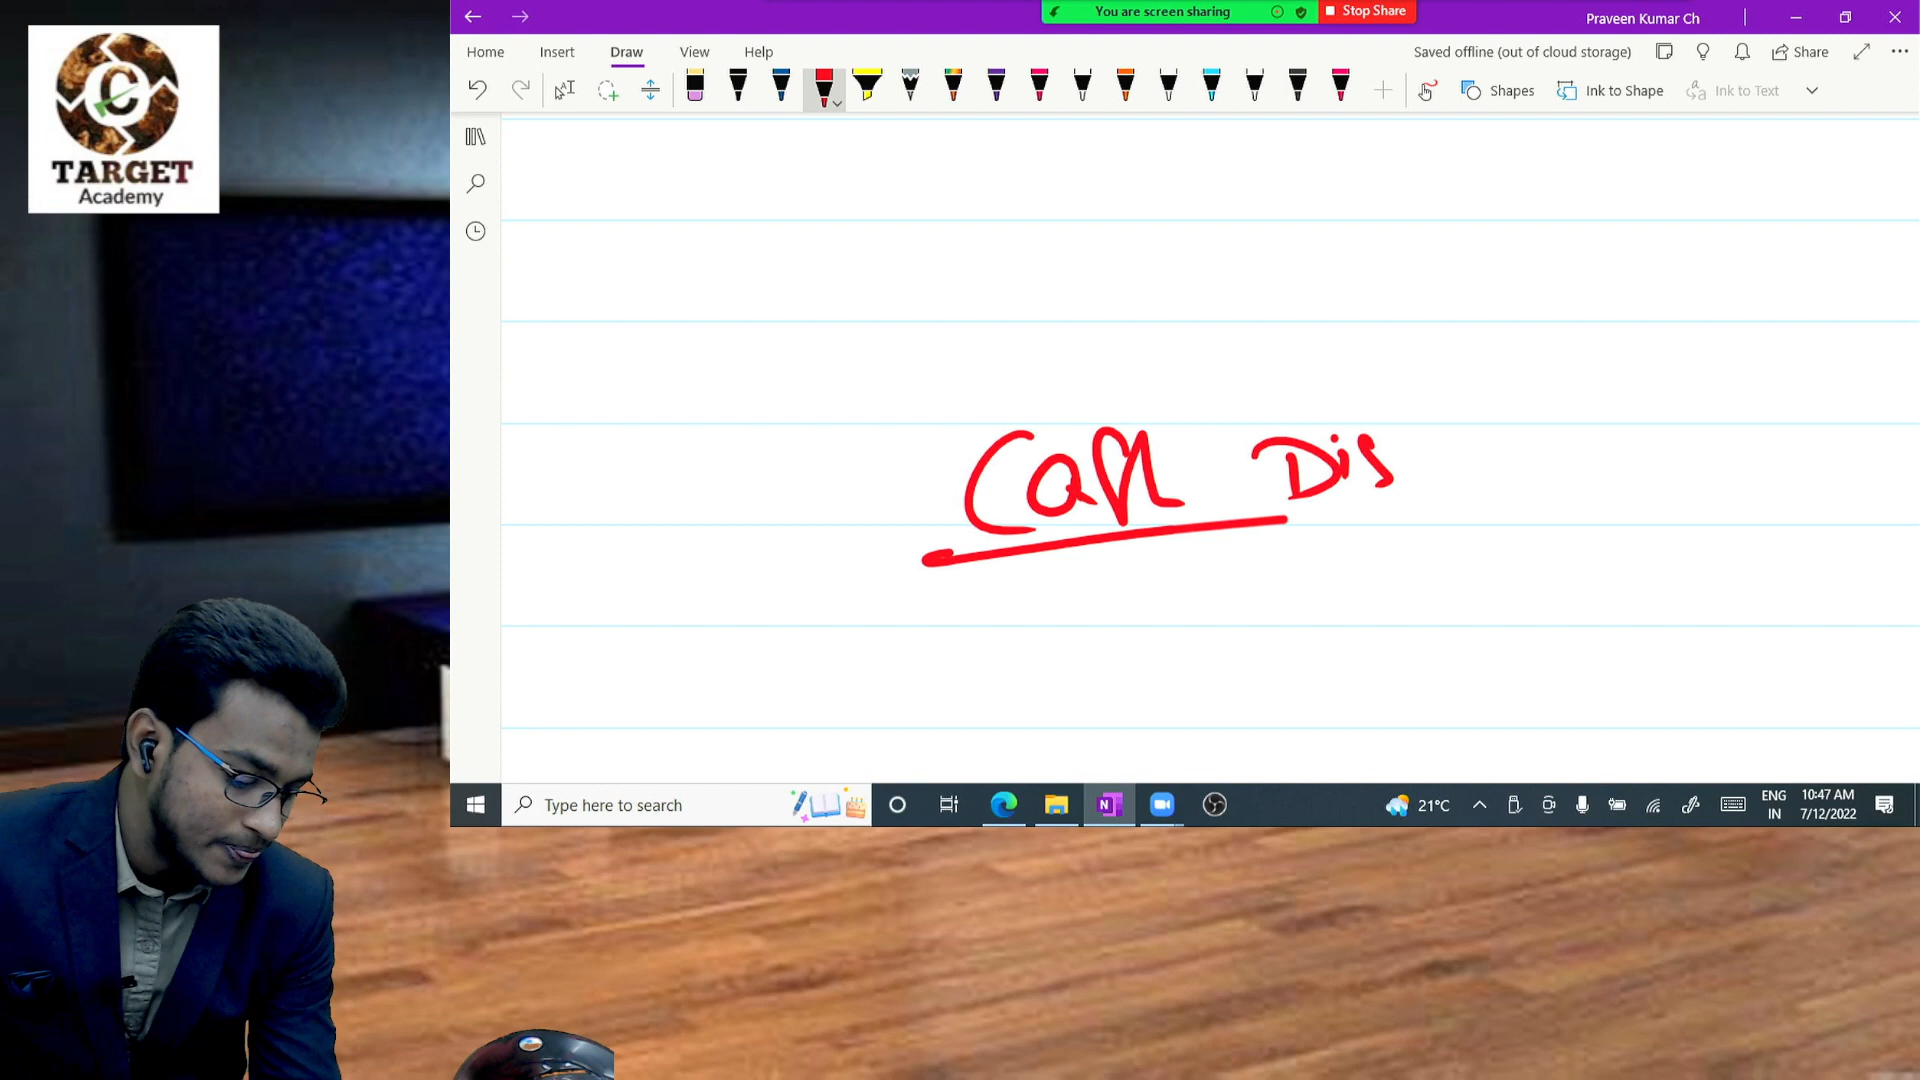 You are screen sharing
Stop Share
Praveen Kumar Ch
TARGET
Academy
Home Insert Draw View Help
Saved offline (out of cloud storage)
Share
Shapes
Ink to Shape
Ink to Text
Cash Dis
Type here to search
21°C
ENG
IN
10:47 AM
7/12/2022